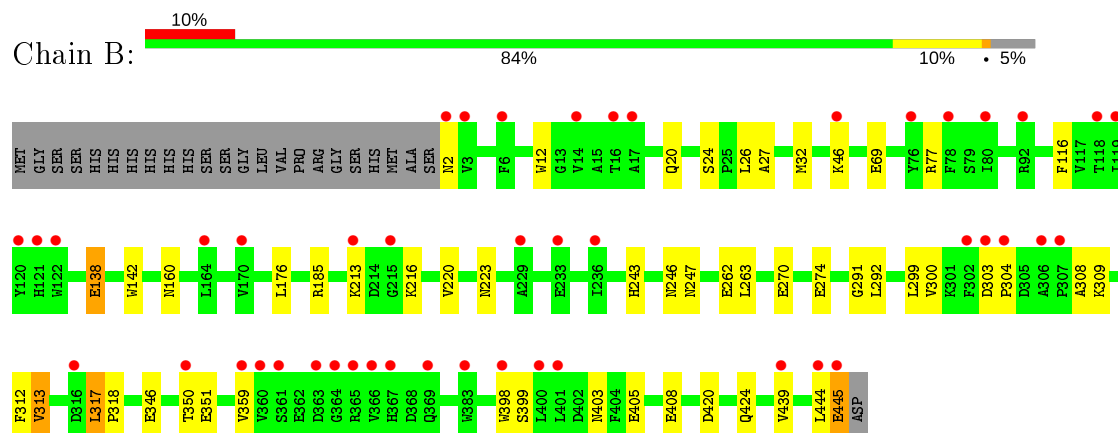 10%
Chain B:
84% 10% • 5%
MET GLY SER SER HIS HIS HIS HIS HIS HIS SER SER GLY LEU VAL PRO ARG GLY SER HIS MET ALA SER N2 V3 F6 W12 G13 V14 A15 T16 A17 Q20 S24 P25 L26 A27 M32 K46 E69 Y76 R77 F78 S79 I80 R92 F116 V117 T118 I119
Y120 H121 W122 E138 W142 N160 L164 V170 L176 R185 K213 D214 G215 K216 V220 N223 A229 E233 I236 H243 N246 N247 E262 L263 E270 E274 G291 L292 L299 V300 K301 F302 D303 P304 D305 A306 P307 A308 K309
F312 V313 D316 L317 P318 E346 T350 E351 V359 V360 S361 E362 D363 G364 R365 V366 H367 D368 Q369 W383 W398 S399 L400 L401 D402 N403 F404 E405 E408 D420 Q424 V439 L444 E445 ASP